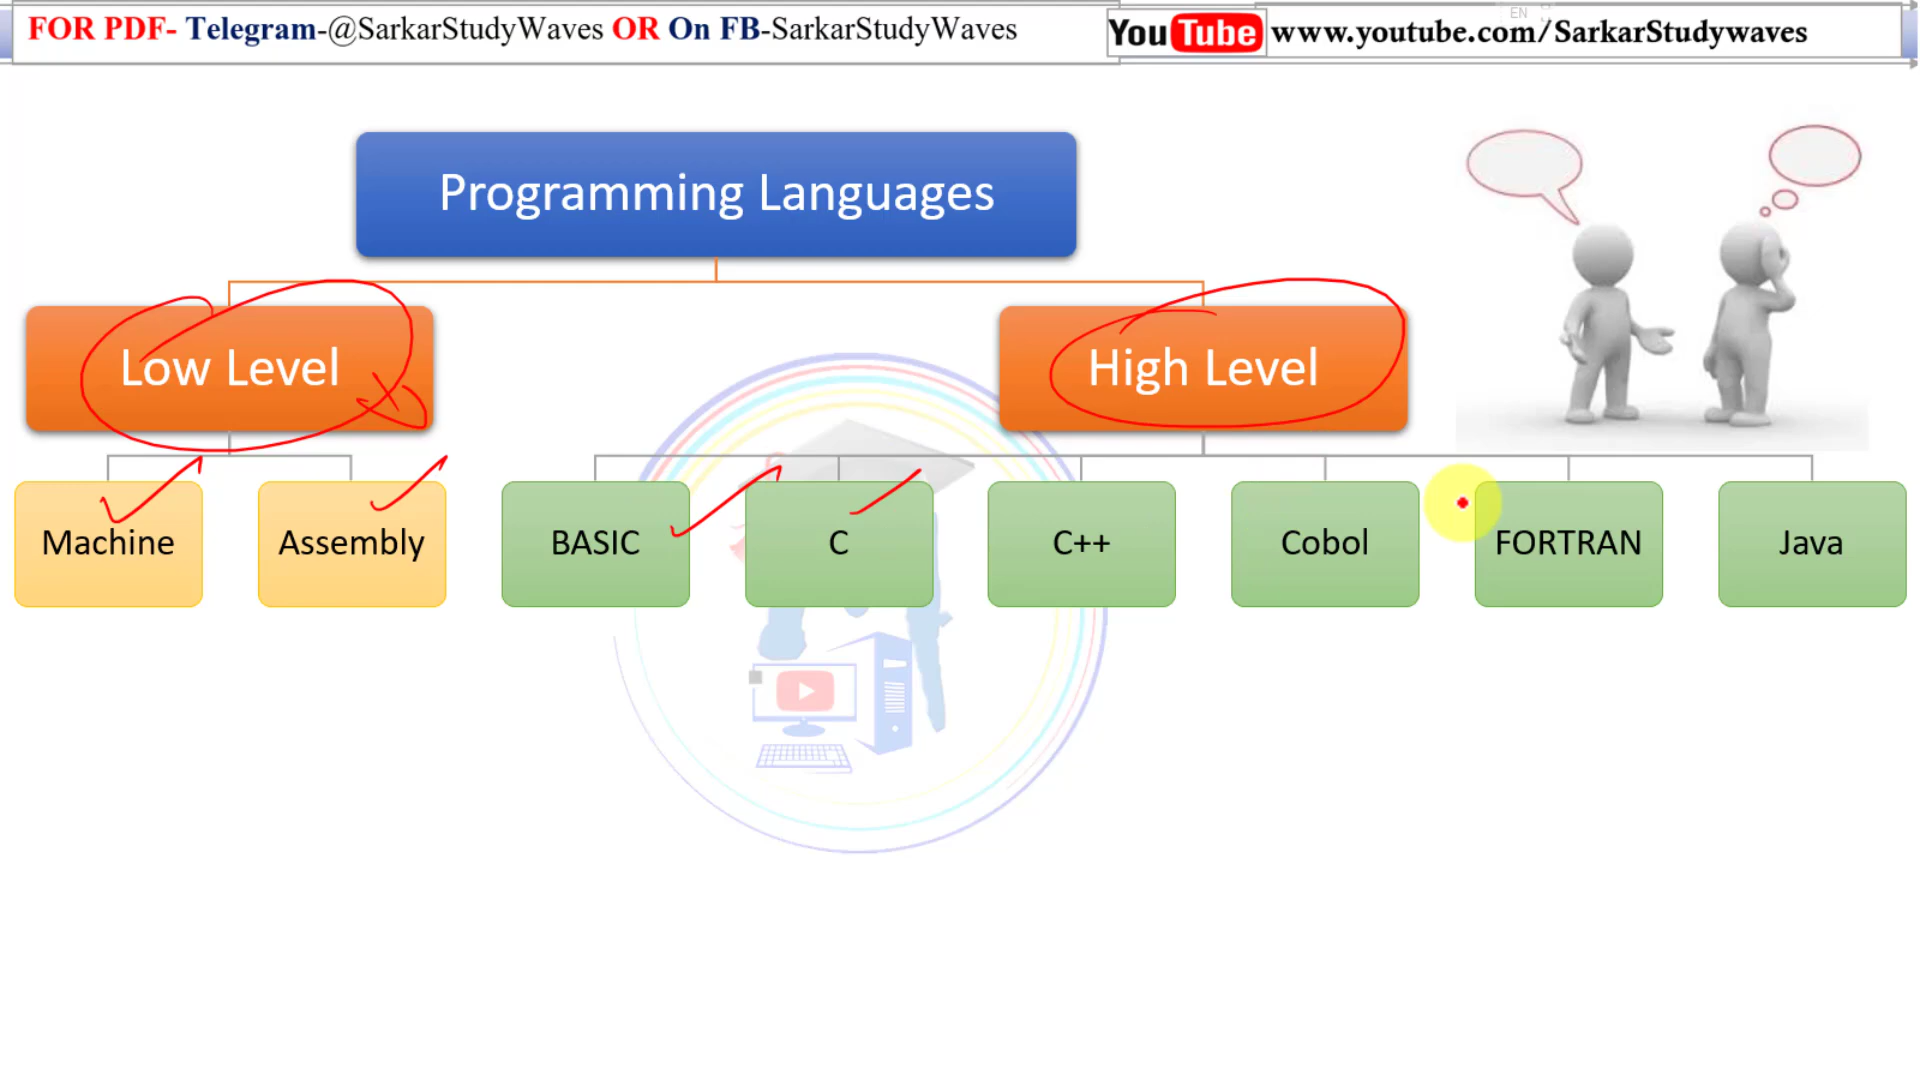 FOR PDF- Telegram-@SarkarStudyWaves OR On FB-SarkarStudyWaves
YouTube www.youtube.com/SarkarStudywaves
EN
Programming Languages
Low Level
High Level
Machine
Assembly
BASIC
C
C++
Cobol
FORTRAN
Java